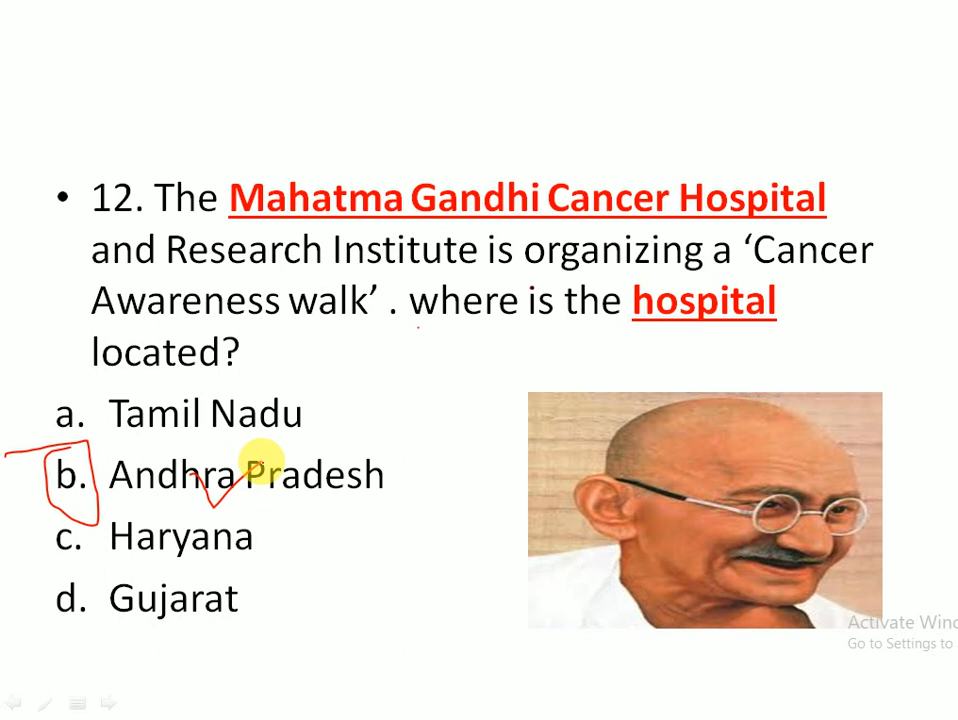 • 12. The Mahatma Gandhi Cancer Hospital
and Research Institute is organizing a ‘Cancer
Awareness walk’ . where is the hospital
located?
a. Tamil Nadu
b. Andhra Pradesh
c. Haryana
d. Gujarat
Activate Wind
Go to Settings to